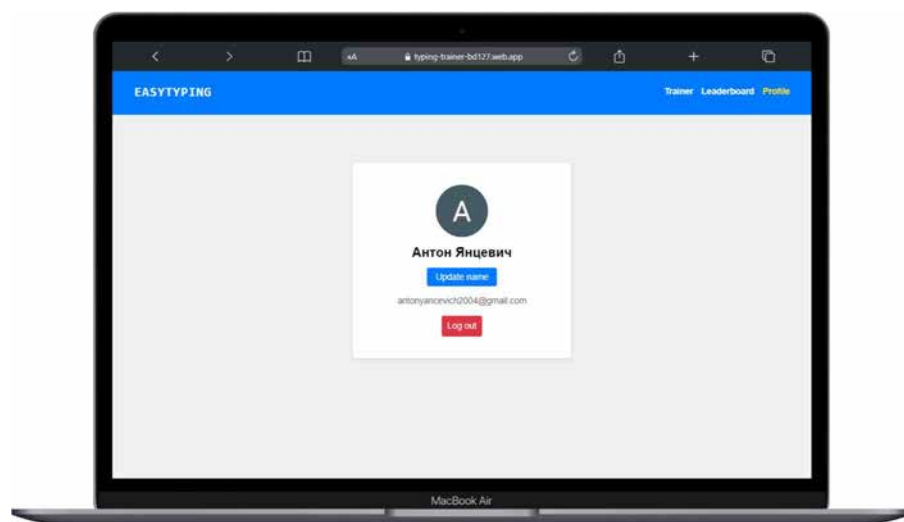 AA typing-trainer-bd127.web.app
EASYTYPING Trainer Leaderboard Profile
A
Антон Янцевич
Update name
antonyancevich2004@gmail.com
Log out
MacBook Air